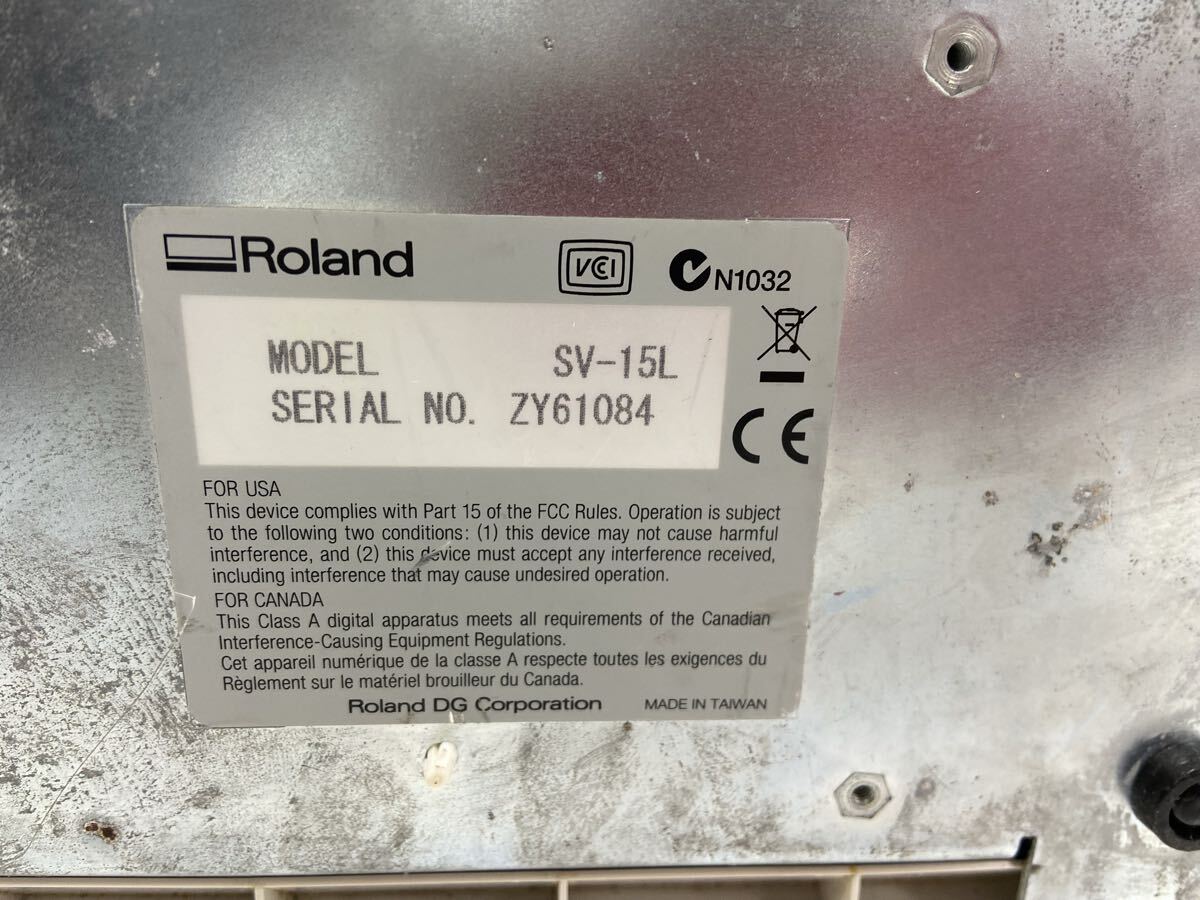 Roland
VCI
N1032
MODEL SV-15L
SERIAL NO. ZY61084
CE
FOR USA
This device complies with Part 15 of the FCC Rules. Operation is subject
to the following two conditions: (1) this device may not cause harmful
interference, and (2) this device must accept any interference received,
including interference that may cause undesired operation.
FOR CANADA
This Class A digital apparatus meets all requirements of the Canadian
Interference-Causing Equipment Regulations.
Cet appareil numérique de la classe A respecte toutes les exigences du
Règlement sur le matériel brouilleur du Canada.
Roland DG Corporation MADE IN TAIWAN